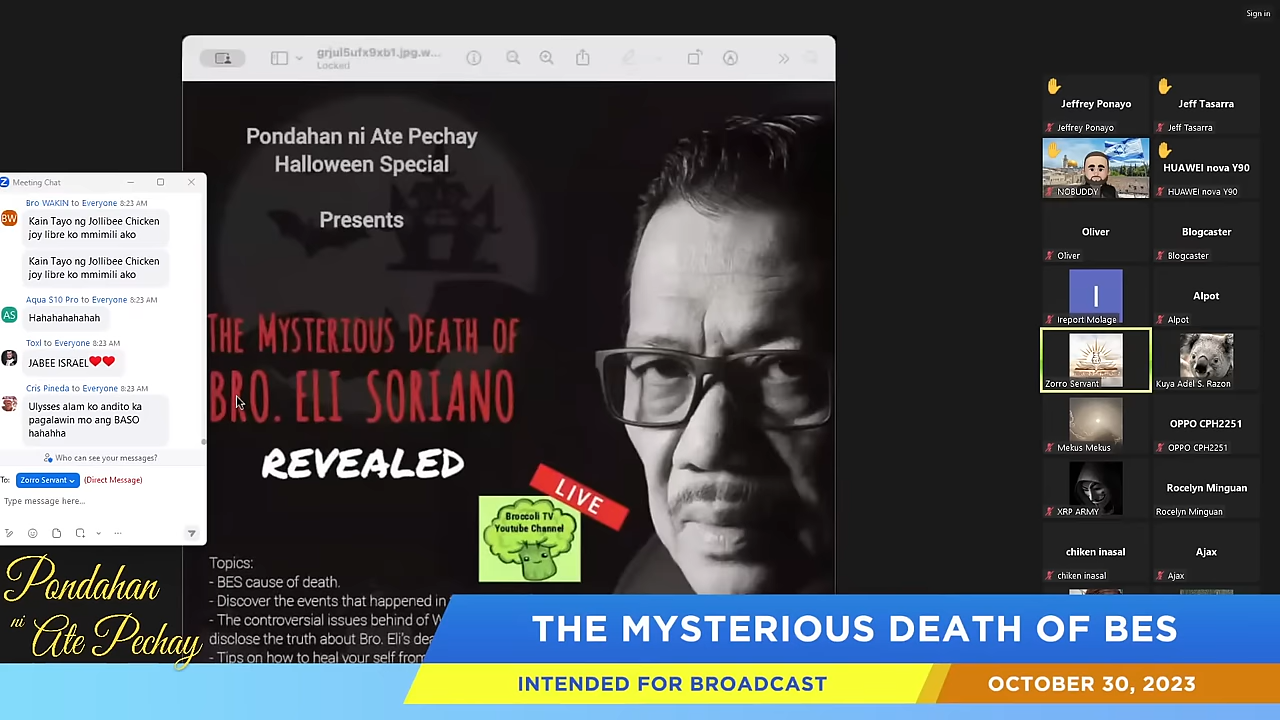 Sign in
grjul5ufx9xb1.jpg.w...
Locked
Pondahan ni Ate Pechay
Halloween Special
Presents
THE MYSTERIOUS DEATH OF
BRO. ELI SORIANO
REVEALED
LIVE
Broccoli TV
Youtube Channel
Topics:
- BES cause of death.
- Discover the events that happened in
- The controversial issues behind of W
disclose the truth about Bro. Eli's dea
- Tips on how to heal your self from
Meeting Chat
Bro WAKIN to Everyone 8:23 AM
BW
Kain Tayo ng Jollibee Chicken
joy libre ko mmimili ako
Kain Tayo ng Jollibee Chicken
joy libre ko mmimili ako
Aqua S10 Pro to Everyone 8:23 AM
AS
Hahahahahahah
Toxl to Everyone 8:23 AM
JABEE ISRAEL❤️❤️
Cris Pineda to Everyone 8:23 AM
Ulysses alam ko andito ka
pagalawin mo ang BASO
hahahha
Who can see your messages?
To: Zorro Servant (Direct Message)
Type message here...
Jeffrey Ponayo
Jeffrey Ponayo
Jeff Tasarra
Jeff Tasarra
NOBUDDY
HUAWEI nova Y90
HUAWEI nova Y90
Oliver
Oliver
Blogcaster
Blogcaster
I
Ireport Molage
Alpot
Alpot
Zorro Servant
Kuya Adel S. Razon
Mekus Mekus
OPPO CPH2251
OPPO CPH2251
XRP ARMY
Rocelyn Minguan
Rocelyn Minguan
chiken inasal
chiken inasal
Ajax
Ajax
Pondahan
ni
Ate Pechay
THE MYSTERIOUS DEATH OF BES
INTENDED FOR BROADCAST
OCTOBER 30, 2023